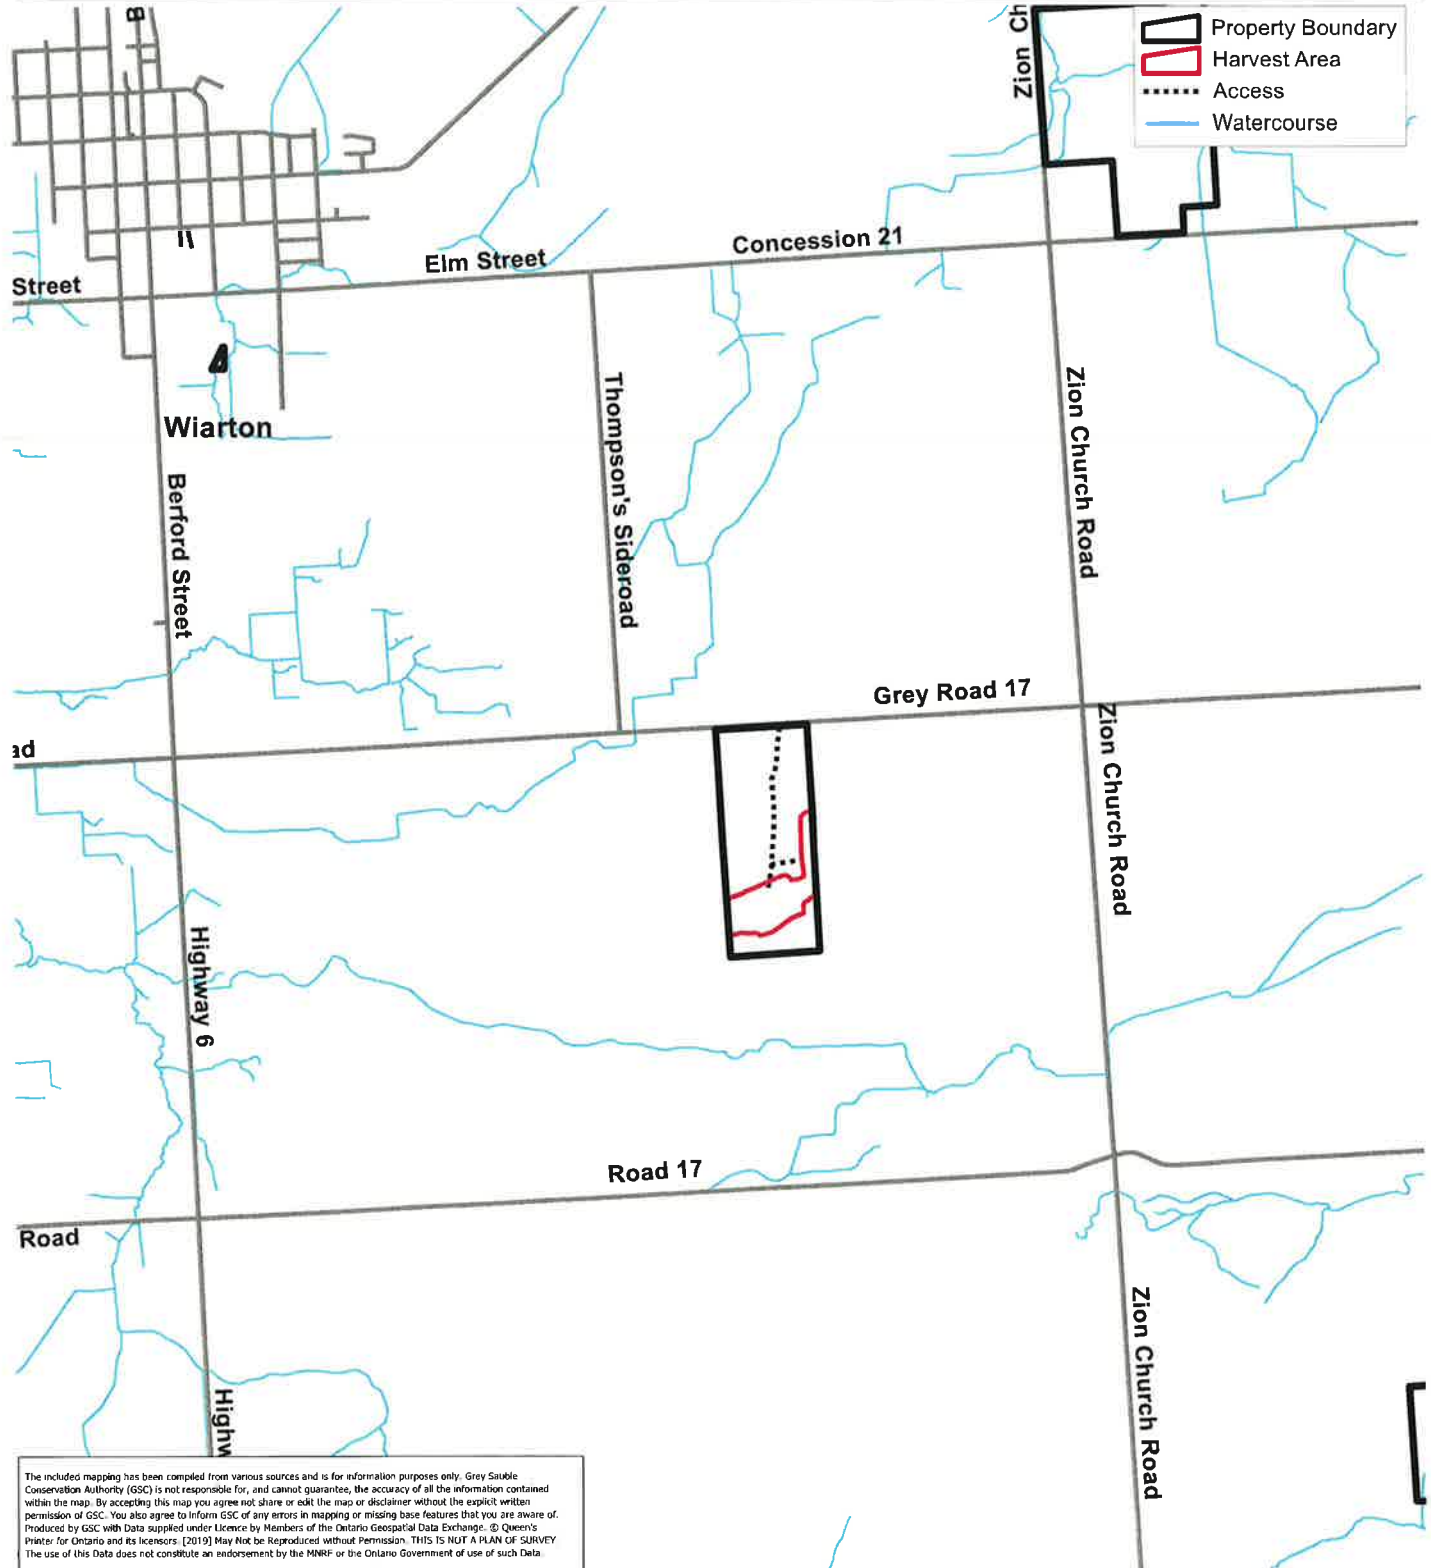 Zion Ch
Property Boundary
Harvest Area
Access
Watercourse
Concession 21
Elm Street
Street
Wiarton
Thompson's Sideroad
Zion Church Road
Berford Street
Grey Road 17
ad
Zion Church Road
Highway 6
Road 17
Road
Zion Church Road
Highw
The included mapping has been compiled from various sources and is for information purposes only. Grey Sauble
Conservation Authority (GSC) is not responsible for, and cannot guarantee, the accuracy of all the information contained
within the map. By accepting this map you agree not share or edit the map or disclaimer without the explicit written
permission of GSC. You also agree to inform GSC of any errors in mapping or missing base features that you are aware of.
Produced by GSC with Data supplied under Licence by Members of the Ontario Geospatial Data Exchange. © Queen's
Printer for Ontario and its licensors. [2019] May Not be Reproduced without Permission. THIS IS NOT A PLAN OF SURVEY
The use of this Data does not constitute an endorsement by the MNRF or the Ontario Government of use of such Data.